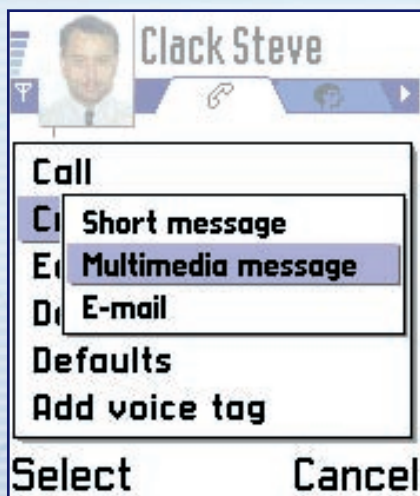 Clack Steve
Call
Short message
Multimedia message
E-mail
Defaults
Add voice tag
Select Cancel